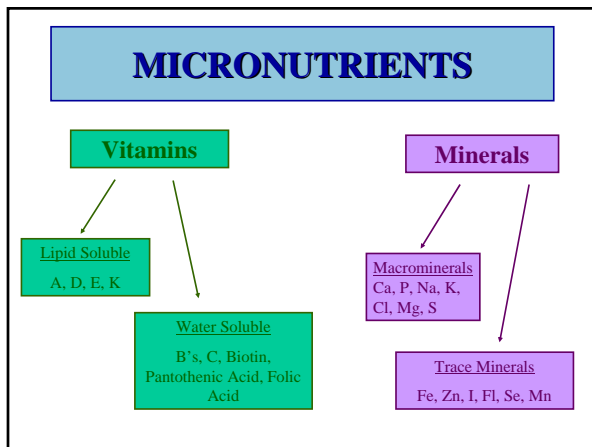 MICRONUTRIENTS
Vitamins
Lipid Soluble
A, D, E, K
Water Soluble
B's, C, Biotin,
Pantothenic Acid, Folic
Acid
Minerals
Macrominerals
Ca, P, Na, K,
Cl, Mg, S
Trace Minerals
Fe, Zn, I, Fl, Se, Mn